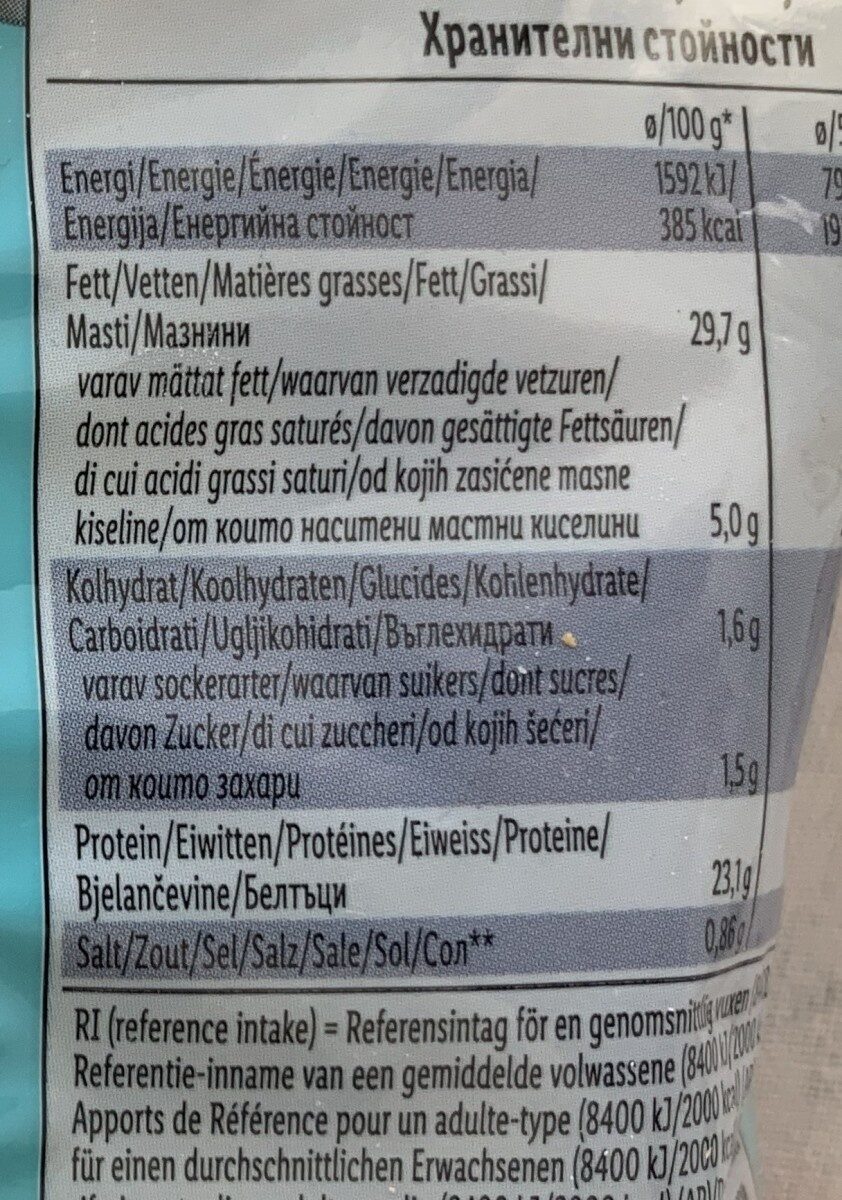 Хранителни стойности
ø/100 g*
Energi/Energie/Énergie/Energie/Energia/ 1592 kJ/
Energija/Енергийна стойност 385 kcal
Fett/Vetten/Matières grasses/Fett/Grassi/
Masti/Мазнини 29,7 g
varav mättat fett/waarvan verzadigde vetzuren/
dont acides gras saturés/davon gesättigte Fettsäuren/
di cui acidi grassi saturi/od kojih zasićene masne
kiseline/от които наситени мастни киселини 5,0 g
Kolhydrat/Koolhydraten/Glucides/Kohlenhydrate/
Carboidrati/Ugljikohidrati/Въглехидрати 1,6 g
varav sockerarter/waarvan suikers/dont sucres/
davon Zucker/di cui zuccheri/od kojih šećeri/
от които захари 1,5 g
Protein/Eiwitten/Protéines/Eiweiss/Proteine/
Bjelančevine/Белтъци 23,1 g
Salt/Zout/Sel/Salz/Sale/Sol/Сол** 0,86 g
RI (reference intake) = Referensintag för en genomsnittlig vuxen
Referentie-inname van een gemiddelde volwassene (8400 kJ/2000
Apports de Référence pour un adulte-type (8400 kJ/2000 kcal)
für einen durchschnittlichen Erwachsenen (8400 kJ/2000